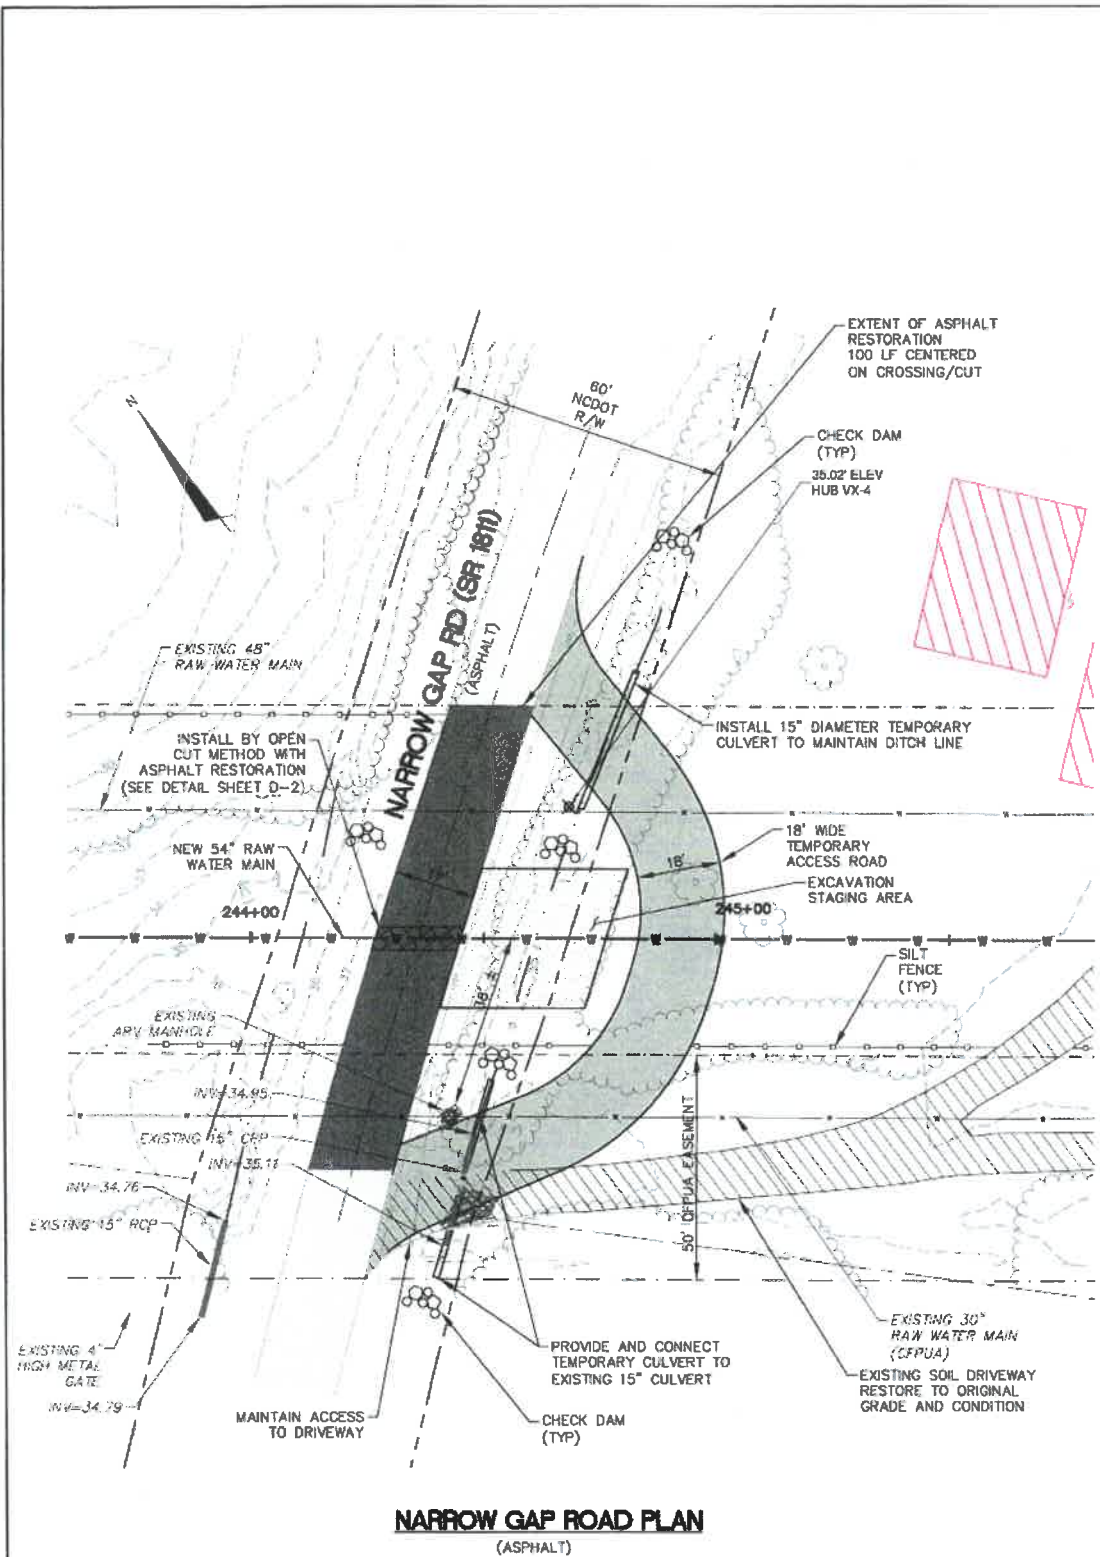 EXTENT OF ASPHALT
RESTORATION
100 LF CENTERED
ON CROSSING/CUT
60'
NCDOT
R/W
N
CHECK DAM
(TYP)
35.02' ELEV
HUB VX-4
NARROW GAP RD (SR 1811)
(ASPHALT)
EXISTING 48"
RAW WATER MAIN
INSTALL BY OPEN
CUT METHOD WITH
ASPHALT RESTORATION
(SEE DETAIL SHEET D-2)
INSTALL 15" DIAMETER TEMPORARY
CULVERT TO MAINTAIN DITCH LINE
NEW 54" RAW
WATER MAIN
18'
18' WIDE
TEMPORARY
ACCESS ROAD
EXCAVATION
STAGING AREA
244+00
245+00
SILT
FENCE
(TYP)
EXISTING
ARV MANHOLE
INV=34.95
INV=35.11
INV=34.76
EXISTING 15" RCP
50' CFPUA EASEMENT
EXISTING 4'
HIGH METAL
GATE
INV=34.79
EXISTING 30"
RAW WATER MAIN
(CFPUA)
PROVIDE AND CONNECT
TEMPORARY CULVERT TO
EXISTING 15" CULVERT
EXISTING SOIL DRIVEWAY
RESTORE TO ORIGINAL
GRADE AND CONDITION
MAINTAIN ACCESS
TO DRIVEWAY
CHECK DAM
(TYP)
NARROW GAP ROAD PLAN
(ASPHALT)